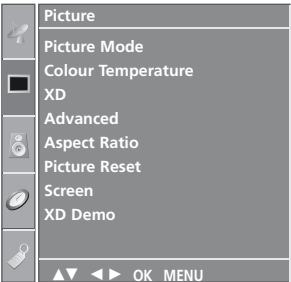 Picture
Picture Mode
Colour Temperature
XD
Advanced
Aspect Ratio
Picture Reset
Screen
XD Demo
▲▼ ◄► OK MENU